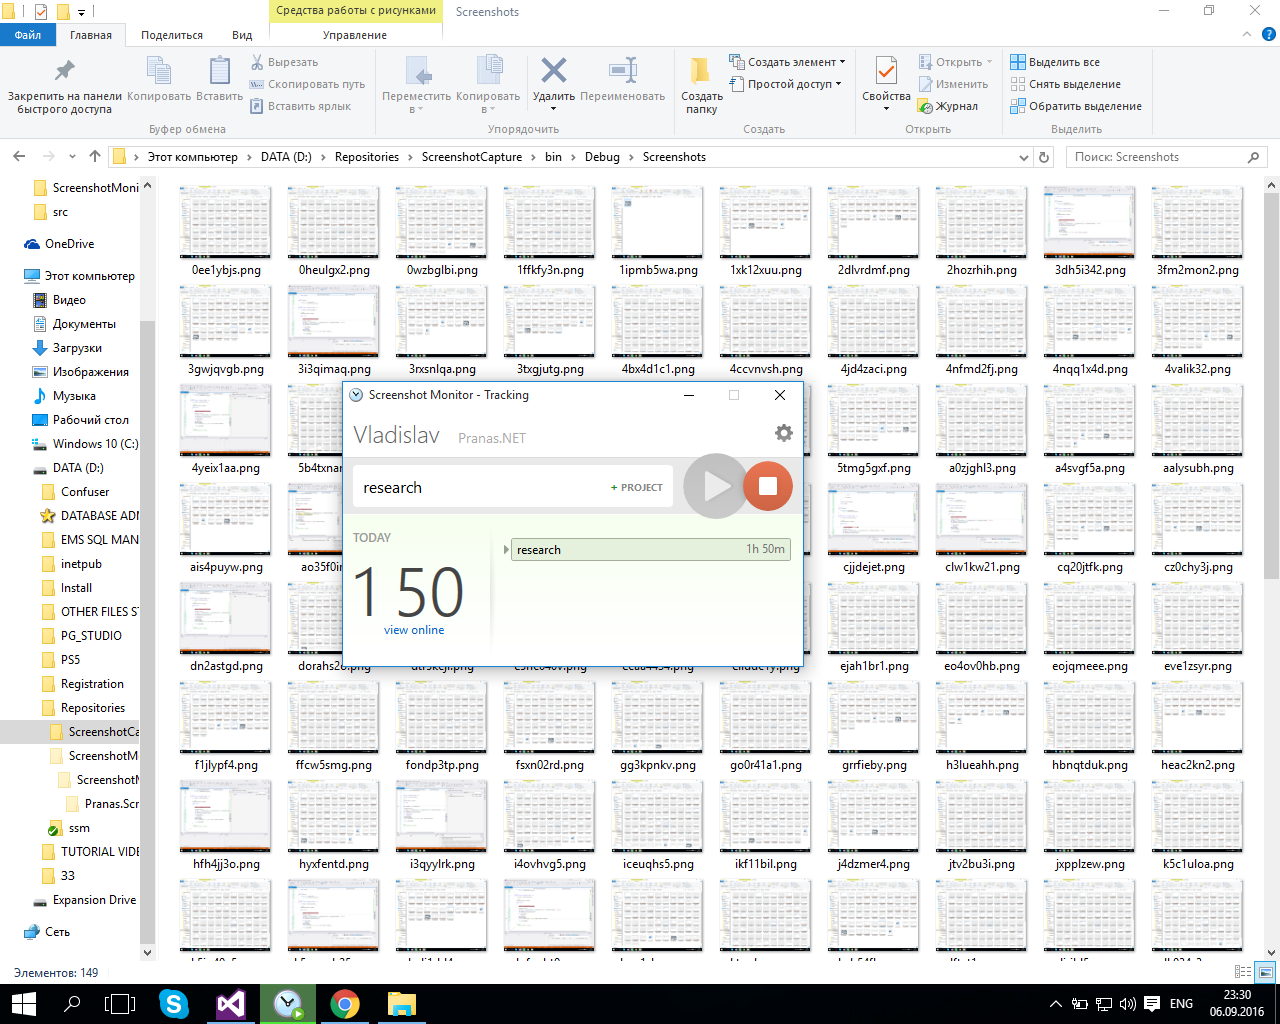 Средства работы с рисунками
Screenshots
Файл
Главная
Поделиться
Вид
Управление
Закрепить на панели быстрого доступа
Копировать
Вставить
Вырезать
Скопировать путь
Вставить ярлык
Переместить в
Копировать в
Удалить
Переименовать
Создать папку
Создать элемент
Простой доступ
Свойства
Открыть
Изменить
Журнал
Выделить все
Снять выделение
Обратить выделение
Буфер обмена
Упорядочить
Создать
Открыть
Выделить
Этот компьютер
DATA (D:)
Repositories
ScreenshotCapture
bin
Debug
Screenshots
Поиск: Screenshots
ScreenshotMoni
src
OneDrive
Этот компьютер
Видео
Документы
Загрузки
Изображения
Музыка
Рабочий стол
Windows 10 (C:)
DATA (D:)
Confuser
DATABASE ADM
EMS SQL MAN
inetpub
Install
OTHER FILES ST
PG_STUDIO
PS5
Registration
Repositories
ScreenshotCa
ScreenshotM
ScreenshotM
Pranas.Scr
ssm
TUTORIAL VIDE
33
Expansion Drive
Сеть
0ee1ybjs.png 0heulgx2.png 0wzbglbi.png 1ffkfy3n.png 1ipmb5wa.png 1xk12xuu.png 2dlvrdmf.png 2hozrhih.png 3dh5i342.png 3fm2mon2.png
3gwjqvgb.png 3i3qimaq.png 3rxsnlqa.png 3txgjutg.png 4bx4d1c1.png 4ccvnvsh.png 4jd4zaci.png 4nfmd2fj.png 4nqq1x4d.png 4valik32.png
4yeix1aa.png 5b4txnar 5tmg5gxf.png a0zjghl3.png a4svgf5a.png aalysubh.png
ais4puyw.png ao35f0in cjjdejet.png clw1kw21.png cq20jtfk.png cz0chy3j.png
dn2astgd.png ejah1br1.png eo4ov0hb.png eojqmeee.png eve1zsyr.png
f1jlypf4.png ffcw5smg.png fondp3tp.png fsxn02rd.png gg3kpnkv.png go0r41a1.png grrfieby.png h3lueahh.png hbnqtduk.png heac2kn2.png
hfh4jj3o.png hyxfentd.png i3qyylrk.png i4ovhvg5.png iceuqhs5.png ikf11bil.png j4dzmer4.png jtv2bu3i.png jxpplzew.png k5c1uloa.png
Screenshot Monitor - Tracking
Vladislav
Pranas.NET
research
+ PROJECT
TODAY
1 50
view online
research
1h 50m
Элементов: 149
ENG
23:30
06.09.2016